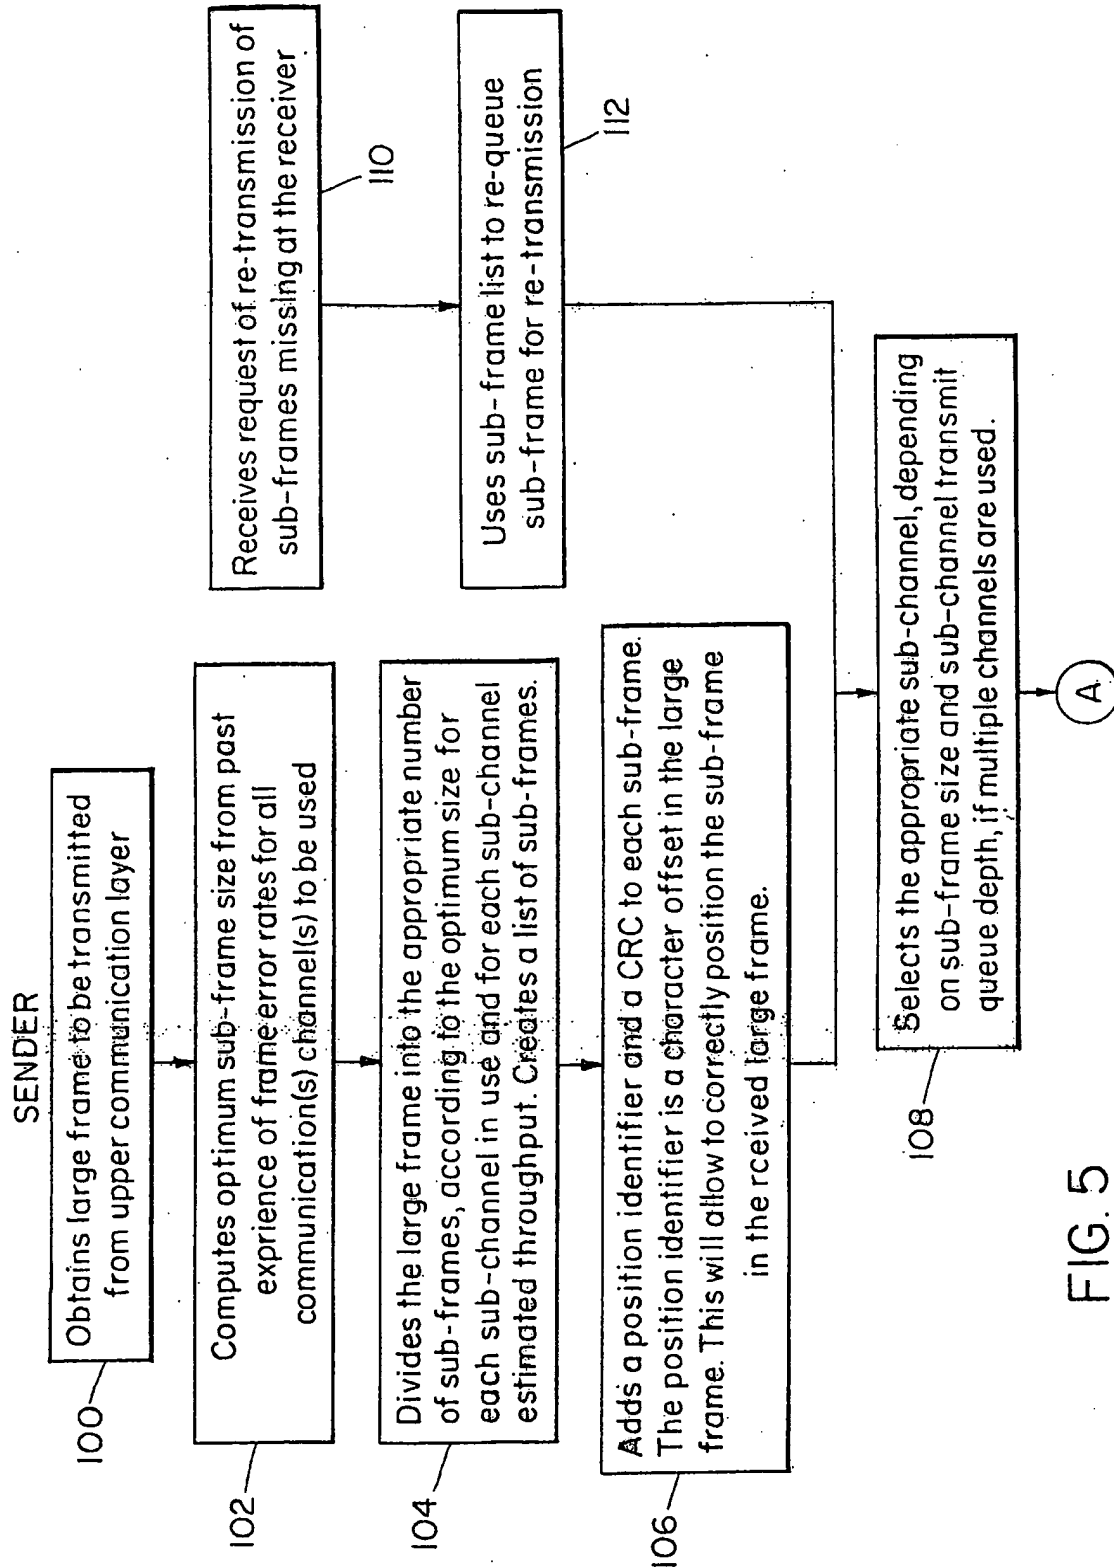 SENDER
Obtains large frame to be transmitted
from upper communication layer
100
Computes optimum sub-frame size from past
exprience of frame error rates for all
communication(s) channel(s) to be used
102
Divides the large frame into the appropriate number
of sub-frames, according to the optimum size for
each sub-channel in use and for each sub-channel
estimated throughput. Creates a list of sub-frames.
104
Adds a position identifier and a CRC to each sub-frame.
The position identifier is a character offset in the large
frame. This will allow to correctly position the sub-frame
in the rceived large frame.
106
Receives request of re-transmission of
sub-frames missing at the receiver
110
Uses sub-frame list to re-queue
sub-frame for re-transmission
112
Selects the appropriate sub-channel, depending
on sub-frame size and sub-channel transmit
queue depth, if multiple channels are used.
108
A
FIG. 5